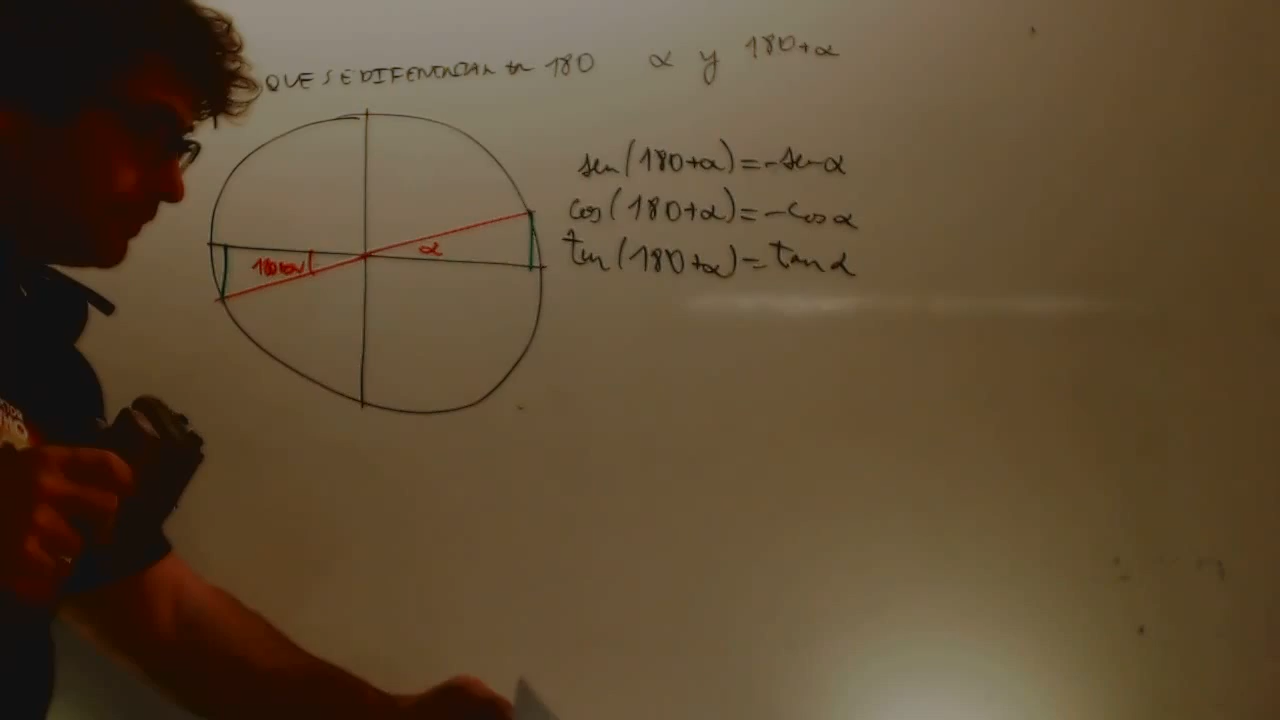 QUE SE DIFERENCIAN en 180 α y 180+α
sen(180+α)=-sen α
cos(180+α)=-cos α
tan(180+α)=tan α
α
180+α